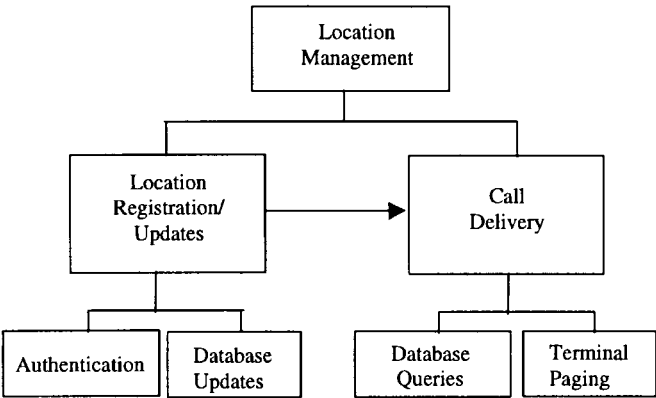 Location
Management
Location
Registration/
Updates
Call
Delivery
Authentication
Database
Updates
Database
Queries
Terminal
Paging